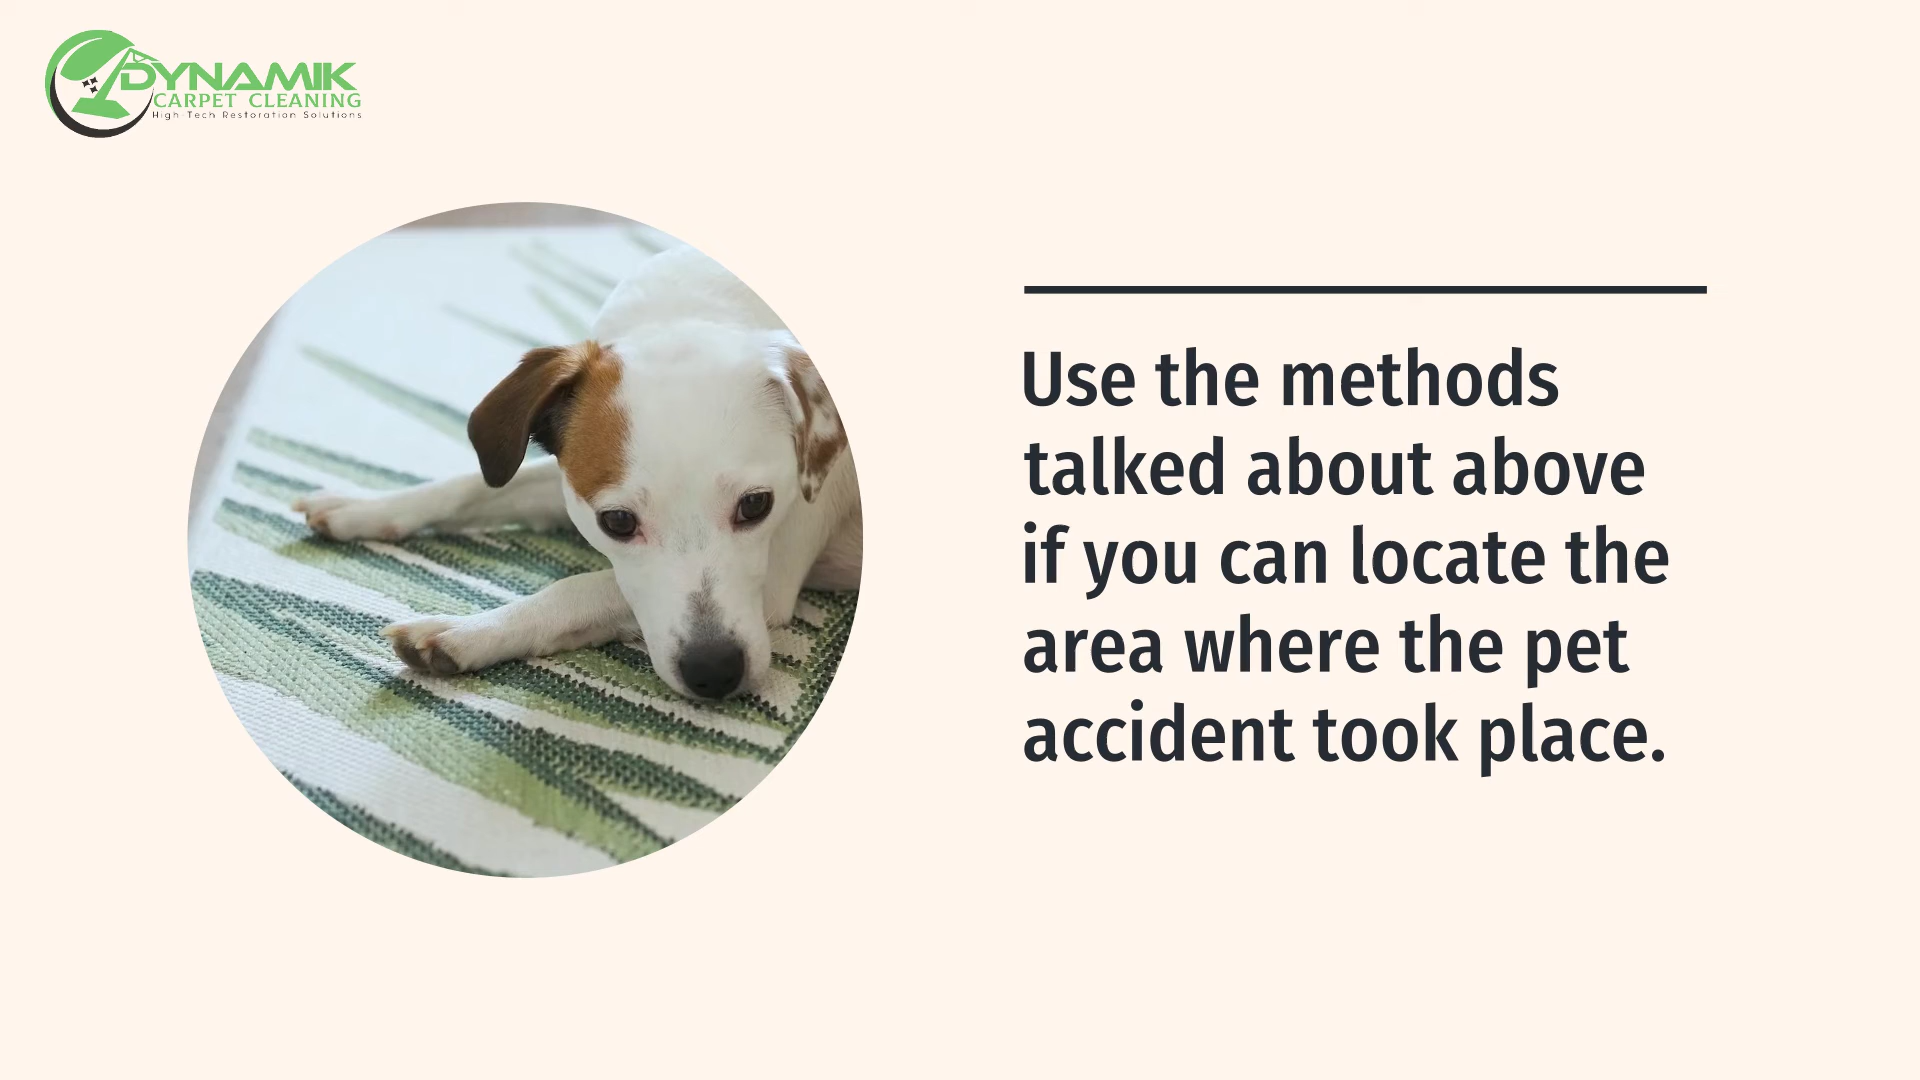 DYNAMIK
CARPET CLEANING
High-Tech Restoration Solutions
Use the methods
talked about above
if you can locate the
area where the pet
accident took place.